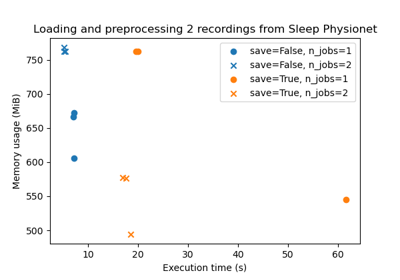 Loading and preprocessing 2 recordings from Sleep Physionet
save=False, n_jobs=1
save=False, n_jobs=2
save=True, n_jobs=1
save=True, n_jobs=2
Memory usage (MiB)
750
700
650
600
550
500
10 20 30 40 50 60
Execution time (s)